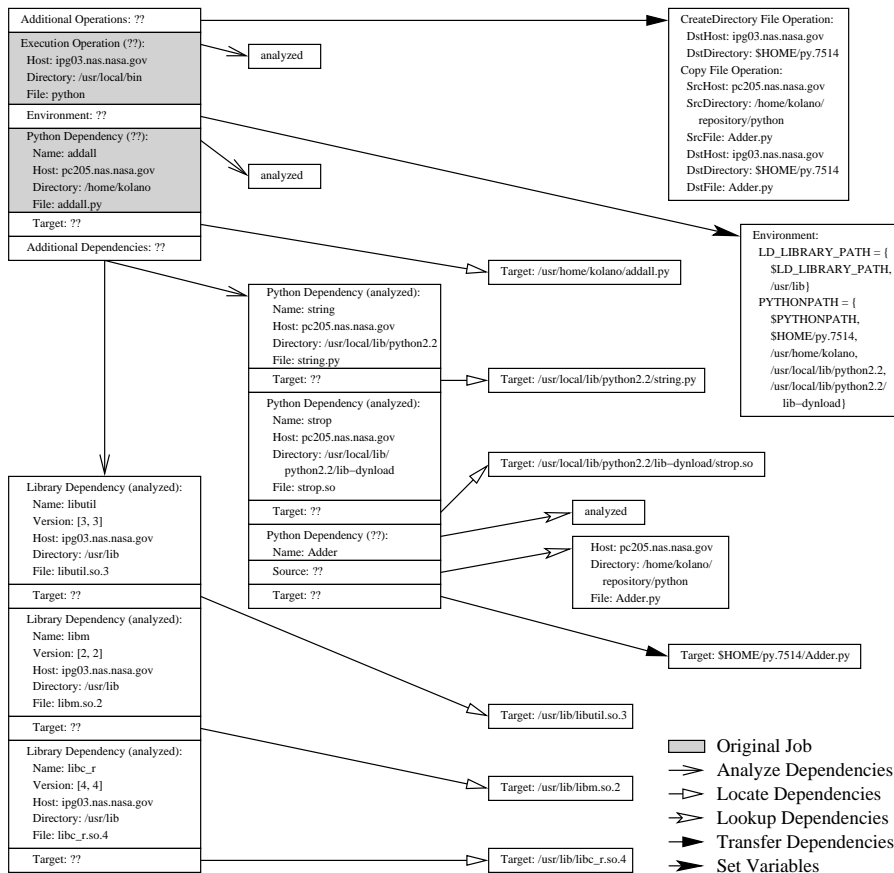 Additional Operations: ??
Execution Operation (??):
Host: ipg03.nas.nasa.gov
Directory: /usr/local/bin
File: python
Environment: ??
Python Dependency (??):
Name: addall
Host: pc205.nas.nasa.gov
Directory: /home/kolano
File: addall.py
Target: ??
Additional Dependencies: ??
analyzed
analyzed
CreateDirectory File Operation:
DstHost: ipg03.nas.nasa.gov
DstDirectory: $HOME/py.7514
Copy File Operation:
SrcHost: pc205.nas.nasa.gov
SrcDirectory: /home/kolano/
repository/python
SrcFile: Adder.py
DstHost: ipg03.nas.nasa.gov
DstDirectory: $HOME/py.7514
DstFile: Adder.py
Environment:
LD_LIBRARY_PATH = {
$LD_LIBRARY_PATH,
/usr/lib}
PYTHONPATH = {
$PYTHONPATH,
$HOME/py.7514,
/usr/home/kolano,
/usr/local/lib/python2.2,
/usr/local/lib/python2.2/
lib−dynload}
Target: /usr/home/kolano/addall.py
Python Dependency (analyzed):
Name: string
Host: pc205.nas.nasa.gov
Directory: /usr/local/lib/python2.2
File: string.py
Target: ??
Python Dependency (analyzed):
Name: strop
Host: pc205.nas.nasa.gov
Directory: /usr/local/lib/
python2.2/lib−dynload
File: strop.so
Target: ??
Python Dependency (??):
Name: Adder
Source: ??
Target: ??
Target: /usr/local/lib/python2.2/string.py
Target: /usr/local/lib/python2.2/lib−dynload/strop.so
analyzed
Host: pc205.nas.nasa.gov
Directory: /home/kolano/
repository/python
File: Adder.py
Target: $HOME/py.7514/Adder.py
Library Dependency (analyzed):
Name: libutil
Version: [3, 3]
Host: ipg03.nas.nasa.gov
Directory: /usr/lib
File: libutil.so.3
Target: ??
Library Dependency (analyzed):
Name: libm
Version: [2, 2]
Host: ipg03.nas.nasa.gov
Directory: /usr/lib
File: libm.so.2
Target: ??
Library Dependency (analyzed):
Name: libc_r
Version: [4, 4]
Host: ipg03.nas.nasa.gov
Directory: /usr/lib
File: libc_r.so.4
Target: ??
Target: /usr/lib/libutil.so.3
Target: /usr/lib/libm.so.2
Target: /usr/lib/libc_r.so.4
Original Job
Analyze Dependencies
Locate Dependencies
Lookup Dependencies
Transfer Dependencies
Set Variables